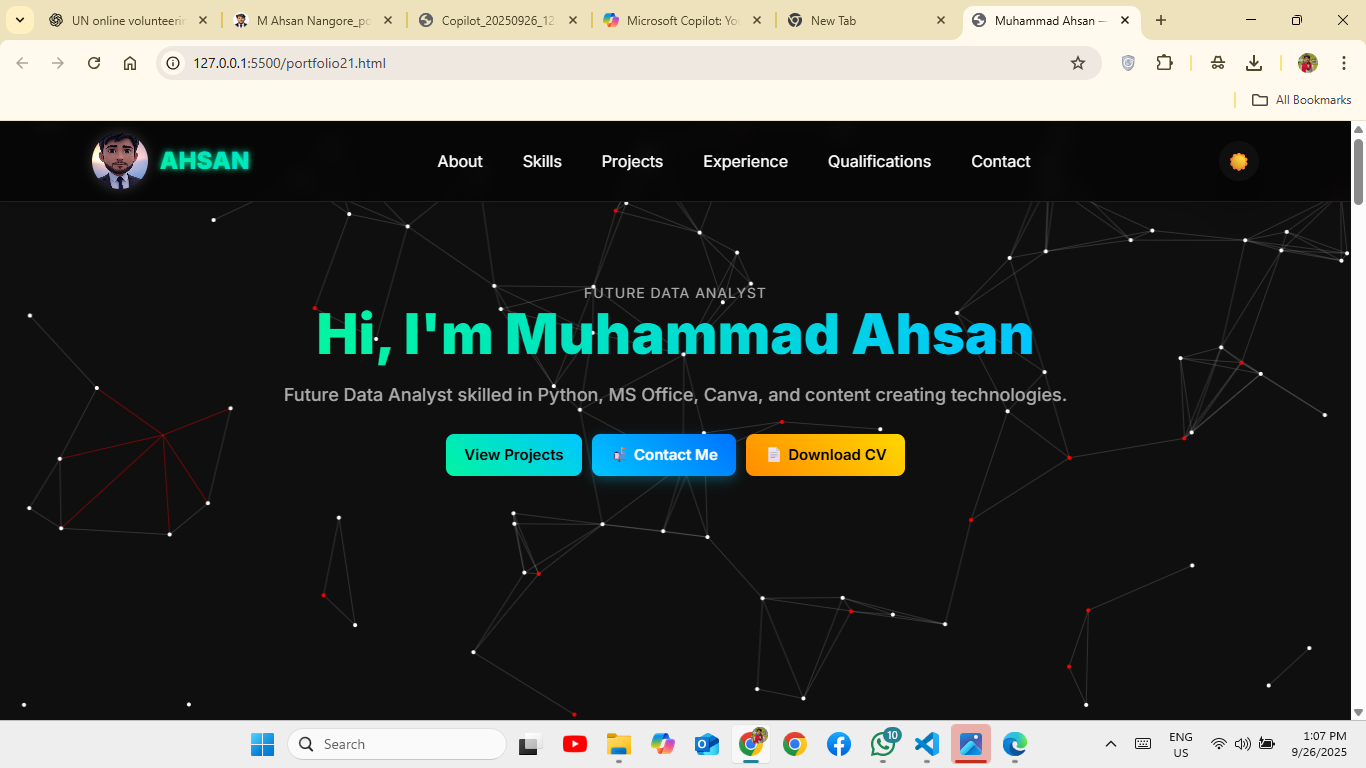 UN online volunteerin
M Ahsan Nangore_po
Copilot_20250926_12
Microsoft Copilot: Yo
New Tab
Muhammad Ahsan —
127.0.0.1:5500/portfolio21.html
All Bookmarks
AHSAN
About
Skills
Projects
Experience
Qualifications
Contact
FUTURE DATA ANALYST
Hi, I'm Muhammad Ahsan
Future Data Analyst skilled in Python, MS Office, Canva, and content creating technologies.
View Projects
Contact Me
Download CV
Search
10
ENG
US
1:07 PM
9/26/2025